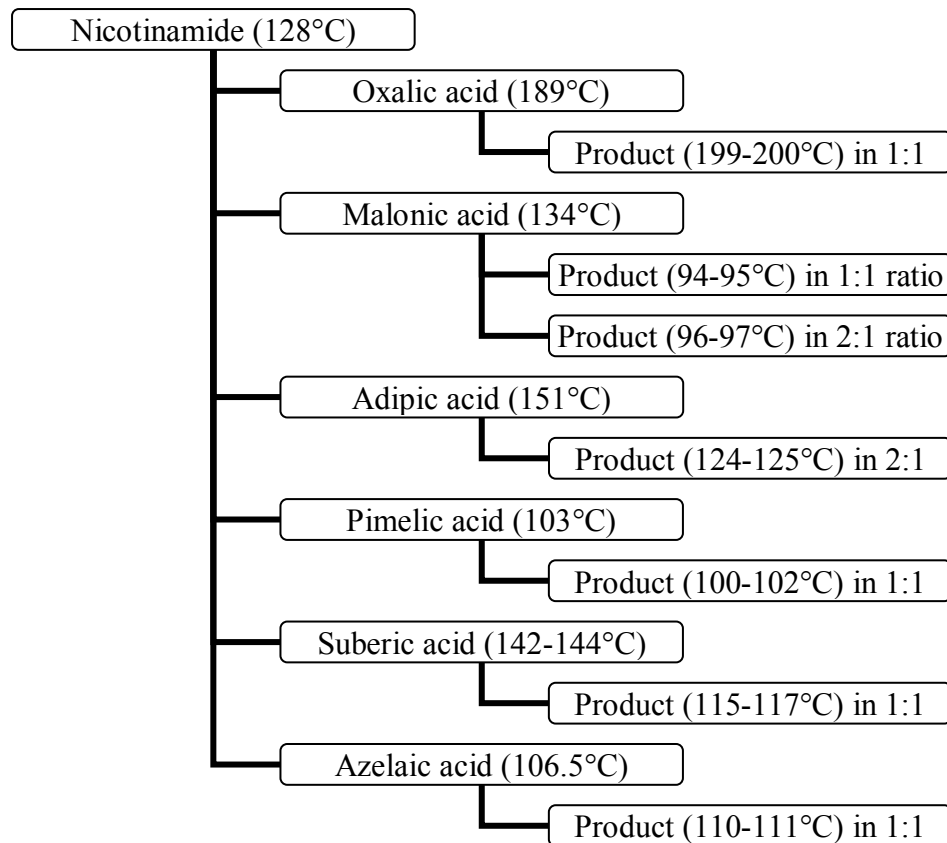 Nicotinamide (128°C)
Oxalic acid (189°C)
Product (199-200°C) in 1:1
Malonic acid (134°C)
Product (94-95°C) in 1:1 ratio
Product (96-97°C) in 2:1 ratio
Adipic acid (151°C)
Product (124-125°C) in 2:1
Pimelic acid (103°C)
Product (100-102°C) in 1:1
Suberic acid (142-144°C)
Product (115-117°C) in 1:1
Azelaic acid (106.5°C)
Product (110-111°C) in 1:1